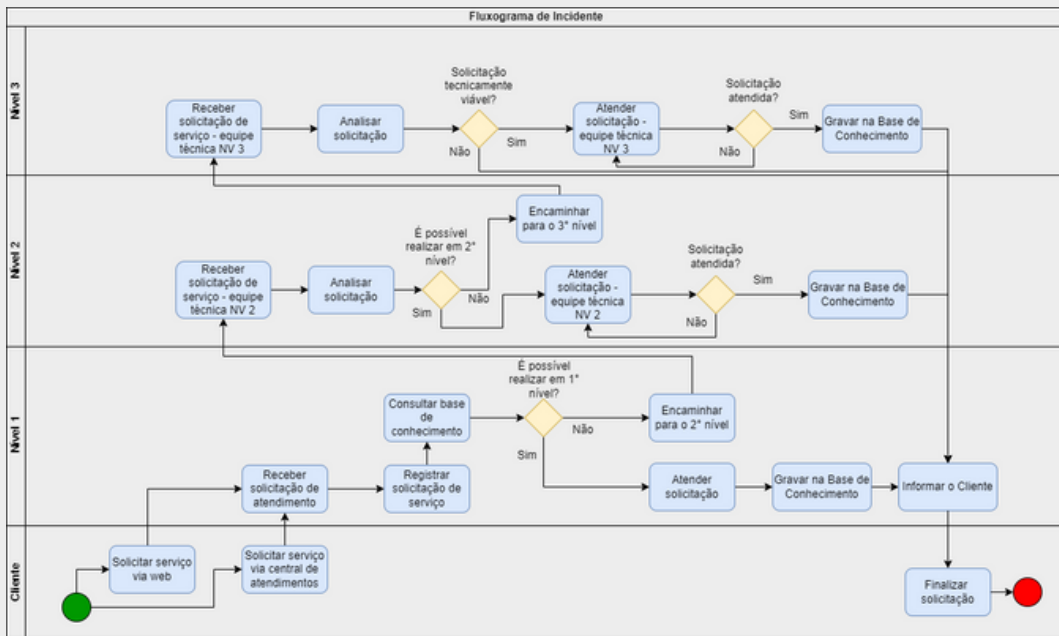 Fluxograma de Incidente
Nível 3
Receber
solicitação de
serviço - equipe
técnica NV 3
Analisar
solicitação
Solicitação
tecnicamente
viável?
Sim
Não
Atender
solicitação -
equipe técnica
NV 3
Solicitação
atendida?
Sim
Não
Gravar na Base de
Conhecimento
Nível 2
Receber
solicitação de
serviço - equipe
técnica NV 2
Analisar
solicitação
É possível
realizar em 2°
nível?
Não
Sim
Encaminhar
para o 3° nível
Atender
solicitação -
equipe técnica
NV 2
Solicitação
atendida?
Sim
Não
Gravar na Base de
Conhecimento
Nível 1
Receber
solicitação de
atendimento
Registrar
solicitação de
serviço
Consultar base
de
conhecimento
É possível
realizar em 1°
nível?
Não
Sim
Encaminhar
para o 2° nível
Atender
solicitação
Gravar na Base de
Conhecimento
Informar o Cliente
Cliente
Solicitar serviço
via web
Solicitar serviço
via central de
atendimentos
Finalizar
solicitação